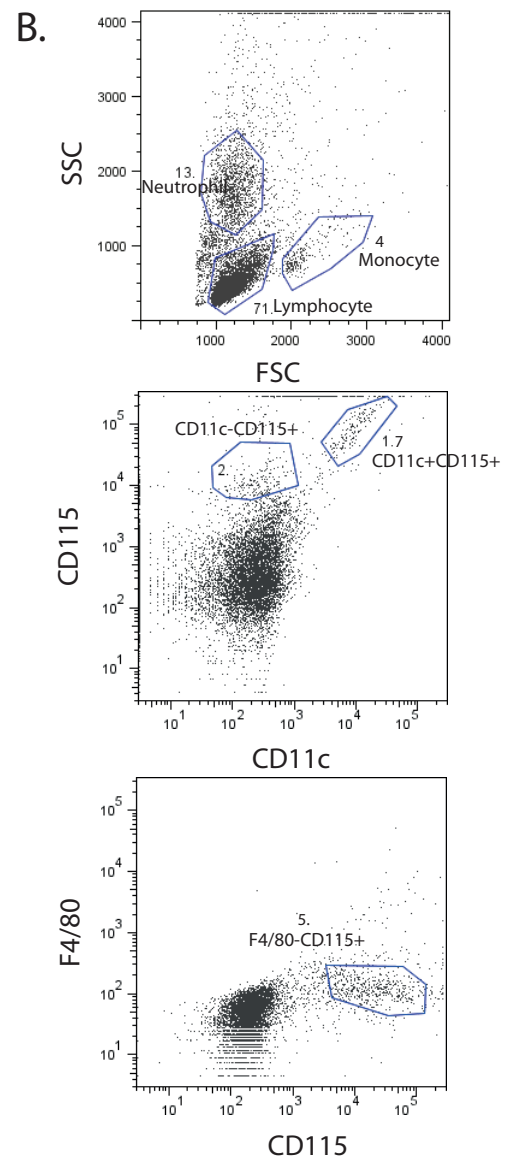 B.
4000
3000
2000
1000
SSC
13.
Neutrophil
4
Monocyte
71.Lymphocyte
1000 2000 3000 4000
FSC
10^5
10^4
10^3
10^2
10^1
CD115
CD11c-CD115+
2
1.7
CD11c+CD115+
10^1 10^2 10^3 10^4 10^5
CD11c
10^5
10^4
10^3
10^2
10^1
F4/80
5.
F4/80-CD115+
10^1 10^2 10^3 10^4 10^5
CD115